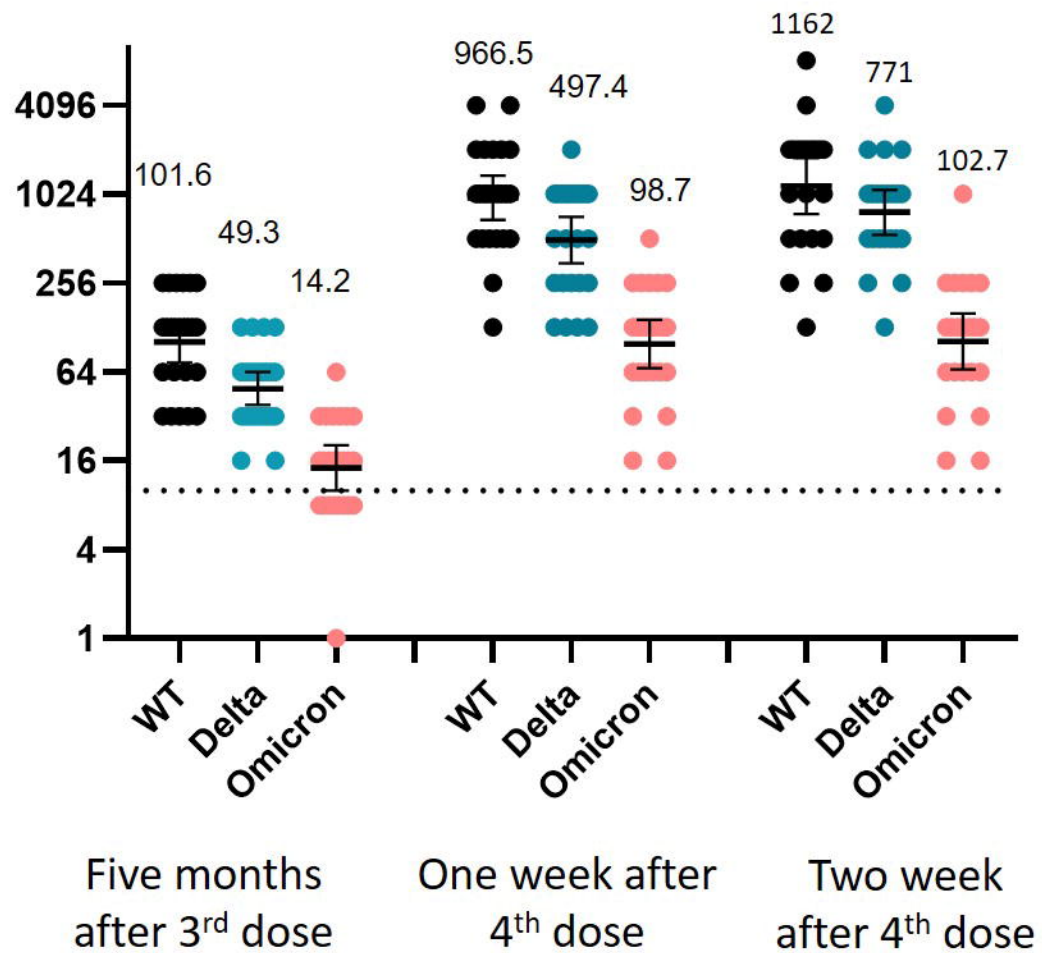 1162
966.5
771
497.4
4096
101.6
102.7
1024
98.7
49.3
14.2
256
64
16
4
1
WT
Delta
Omicron
WT
Delta
Omicron
WT
Delta
Omicron
Five months
after 3rd dose
One week after
4th dose
Two week
after 4th dose